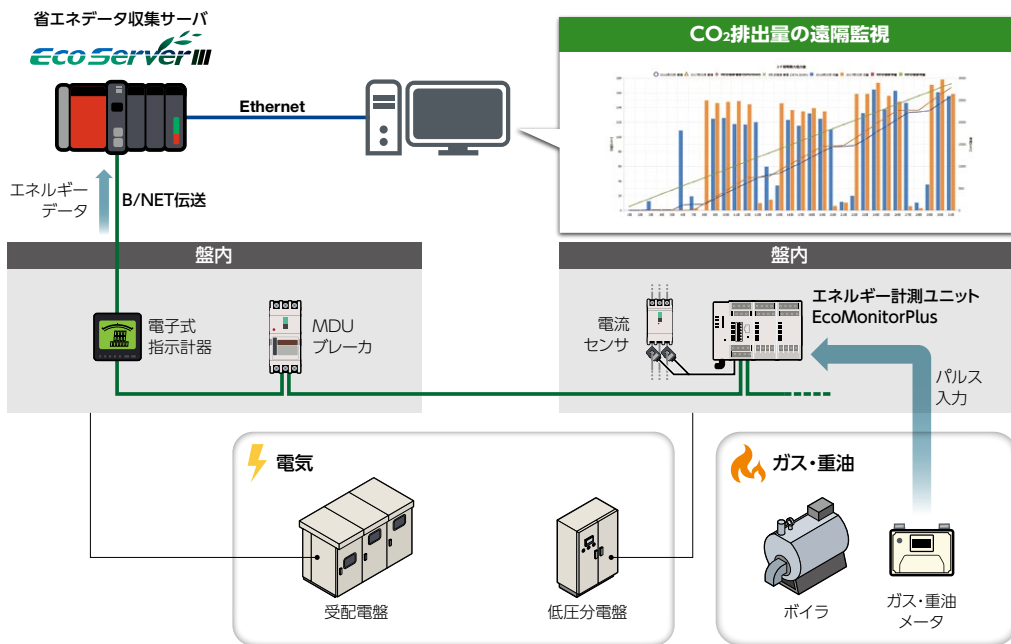 省エネデータ収集サーバ
EcoServerⅢ
Ethernet
CO₂排出量の遠隔監視
エネルギー
データ
B/NET伝送
盤内
盤内
電子式
指示計器
MDU
ブレーカ
電流
センサ
エネルギー計測ユニット
EcoMonitorPlus
パルス
入力
電気
ガス・重油
受配電盤
低圧分電盤
ボイラ
ガス・重油
メータ